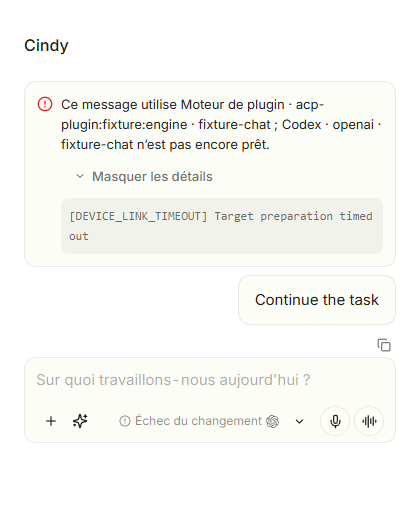 Cindy
Ce message utilise Moteur de plugin · acp-
plugin:fixture:engine · fixture-chat ; Codex · openai ·
fixture-chat n'est pas encore prêt.
Masquer les détails
[DEVICE_LINK_TIMEOUT] Target preparation timed
out
Continue the task
Sur quoi travaillons-nous aujourd'hui ?
Échec du changement